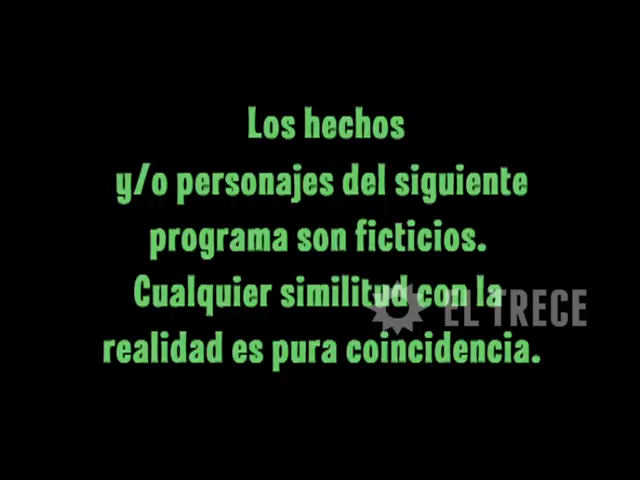 Los hechos
y/o personajes del siguiente
programa son ficticios.
Cualquier similitud con la
EL TRECE
realidad es pura coincidencia.